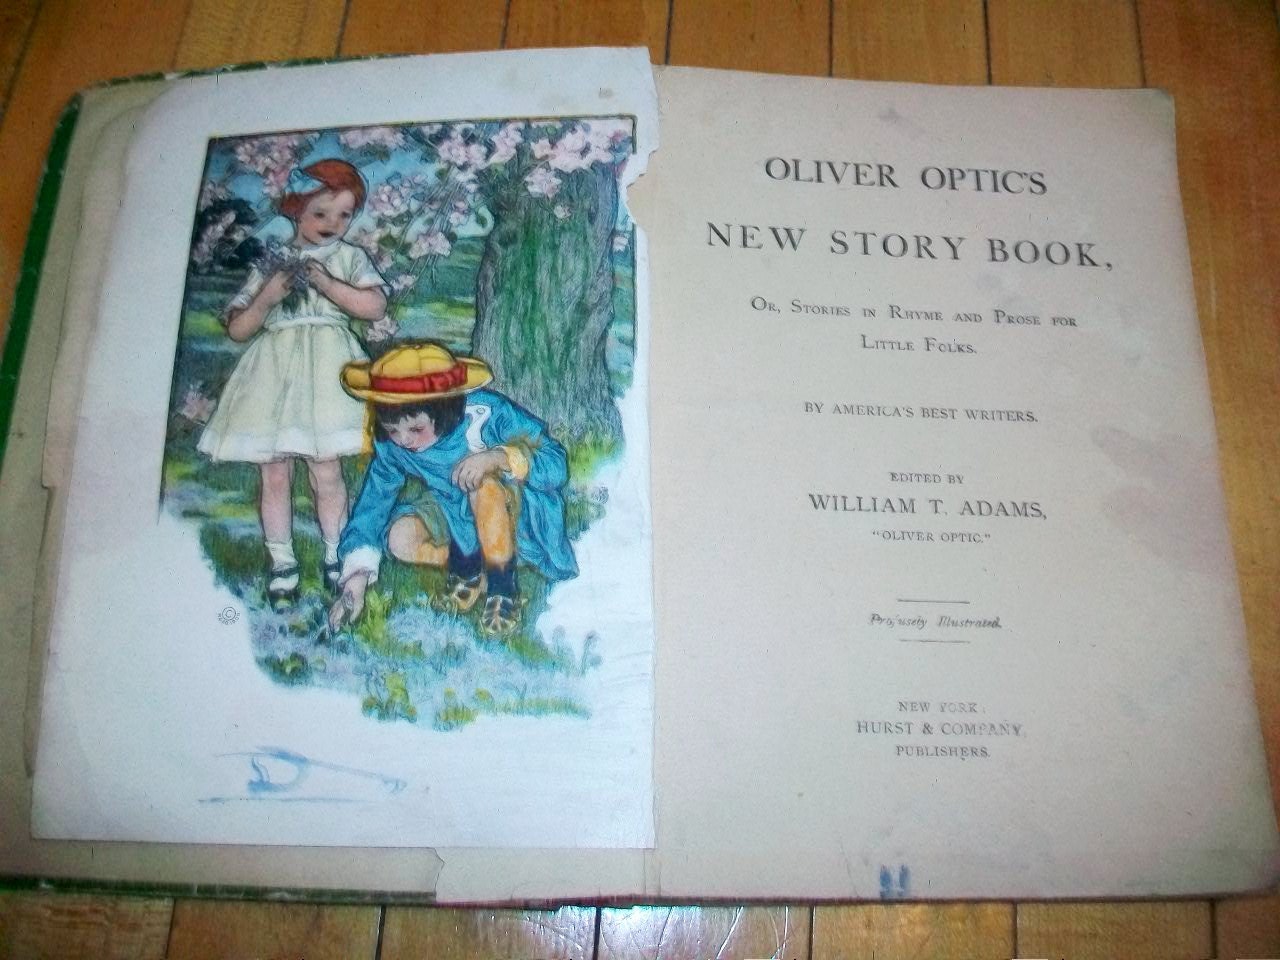 OLIVER OPTIC'S
NEW STORY BOOK,
OR, STORIES IN RHYME AND PROSE FOR
LITTLE FOLKS.
BY AMERICA'S BEST WRITERS.
EDITED BY
WILLIAM T. ADAMS,
"OLIVER OPTIC."
Profusely Illustrated.
NEW YORK:
HURST & COMPANY,
PUBLISHERS.